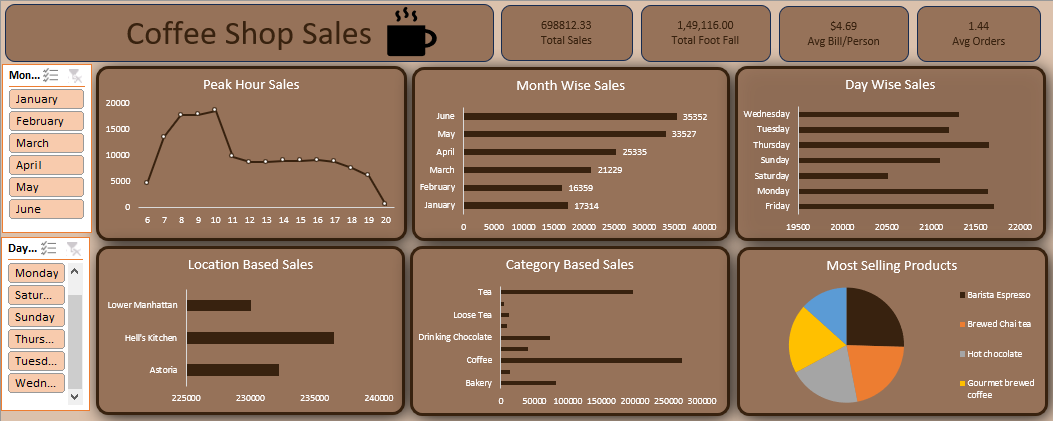 Coffee Shop Sales
698812.33
Total Sales
1,49,116.00
Total Foot Fall
$4.69
Avg Bill/Person
1.44
Avg Orders
Mon...
January
February
March
April
May
June
Day...
Monday
Satur...
Sunday
Thurs...
Tuesd...
Wedn...
Peak Hour Sales
20000
15000
10000
5000
0
6 7 8 9 10 11 12 13 14 15 16 17 18 19 20
Month Wise Sales
June 35352
May 33527
April 25335
March 21229
February 16359
January 17314
0 5000 10000 15000 20000 25000 30000 35000 40000
Day Wise Sales
Wednesday
Tuesday
Thursday
Sunday
Saturday
Monday
Friday
19500 20000 20500 21000 21500 22000
Location Based Sales
Lower Manhattan
Hell's Kitchen
Astoria
225000 230000 235000 240000
Category Based Sales
Tea
Loose Tea
Drinking Chocolate
Coffee
Bakery
0 50000 100000 150000 200000 250000 300000
Most Selling Products
Barista Espresso
Brewed Chai tea
Hot chocolate
Gourmet brewed
coffee